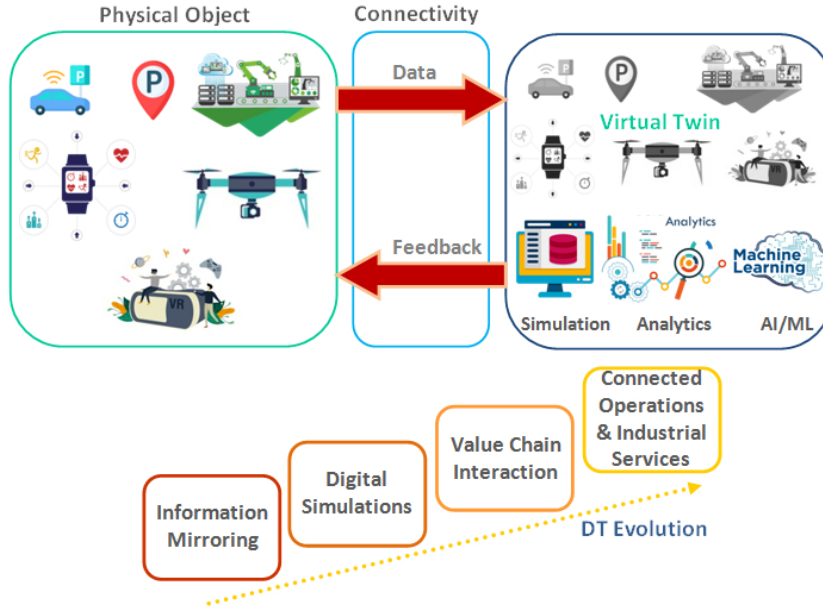 Physical Object
Connectivity
P
P
VR
Data
Feedback
P
P
Virtual Twin
VR
Analytics
Machine
Learning
Simulation
Analytics
AI/ML
Connected
Operations
& Industrial
Services
Value Chain
Interaction
Digital
Simulations
Information
Mirroring
DT Evolution